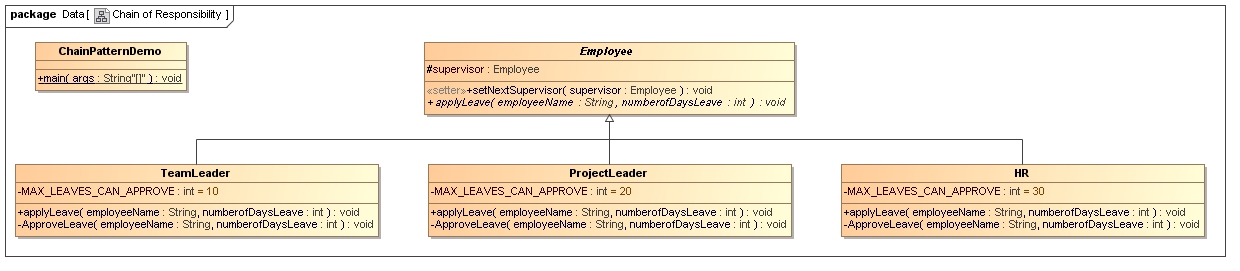 package Data [ Chain of Responsibility ]
ChainPatternDemo
+main( args : String"[]" ) : void
Employee
#supervisor : Employee
«setter»+setNextSupervisor( supervisor : Employee ) : void
+ applyLeave( employeeName : String, numberofDaysLeave : int ) : void
TeamLeader
-MAX_LEAVES_CAN_APPROVE : int = 10
+applyLeave( employeeName : String, numberofDaysLeave : int ) : void
-ApproveLeave( employeeName : String, numberofDaysLeave : int ) : void
ProjectLeader
-MAX_LEAVES_CAN_APPROVE : int = 20
+applyLeave( employeeName : String, numberofDaysLeave : int ) : void
-ApproveLeave( employeeName : String, numberofDaysLeave : int ) : void
HR
-MAX_LEAVES_CAN_APPROVE : int = 30
+applyLeave( employeeName : String, numberofDaysLeave : int ) : void
-ApproveLeave( employeeName : String, numberofDaysLeave : int ) : void